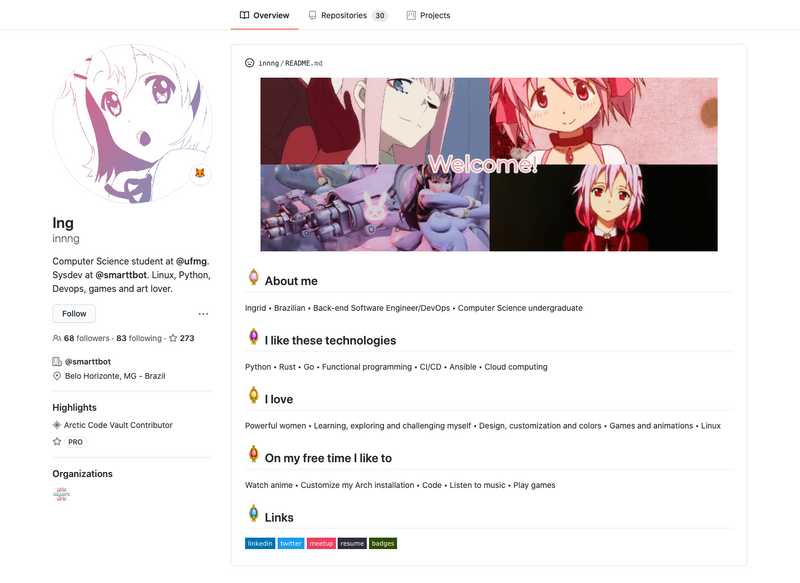 Overview
Repositories 30
Projects
Ing
innng
Computer Science student at @ufmg.
Sysdev at @smarttbot. Linux, Python,
Devops, games and art lover.
Follow
68 followers · 83 following · 273
@smarttbot
Belo Horizonte, MG - Brazil
Highlights
Arctic Code Vault Contributor
PRO
Organizations
innng/README.md
Welcome!
About me
Ingrid • Brazilian • Back-end Software Engineer/DevOps • Computer Science undergraduate
I like these technologies
Python • Rust • Go • Functional programming • CI/CD • Ansible • Cloud computing
I love
Powerful women • Learning, exploring and challenging myself • Design, customization and colors • Games and animations • Linux
On my free time I like to
Watch anime • Customize my Arch installation • Code • Listen to music • Play games
Links
linkedin twitter meetup resume badges